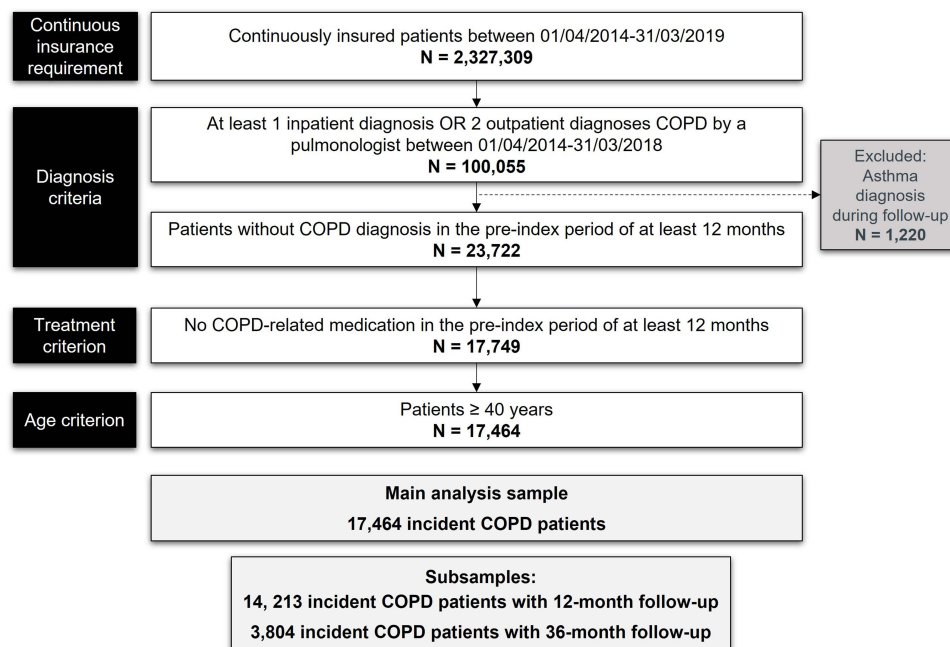 Continuous
insurance
requirement
Continuously insured patients between 01/04/2014-31/03/2019
N = 2,327,309
Diagnosis
criteria
At least 1 inpatient diagnosis OR 2 outpatient diagnoses COPD by a
pulmonologist between 01/04/2014-31/03/2018
N = 100,055
Excluded:
Asthma
diagnosis
during follow-up
N = 1,220
Patients without COPD diagnosis in the pre-index period of at least 12 months
N = 23,722
Treatment
criterion
No COPD-related medication in the pre-index period of at least 12 months
N = 17,749
Age criterion
Patients ≥ 40 years
N = 17,464
Main analysis sample
17,464 incident COPD patients
Subsamples:
14, 213 incident COPD patients with 12-month follow-up
3,804 incident COPD patients with 36-month follow-up